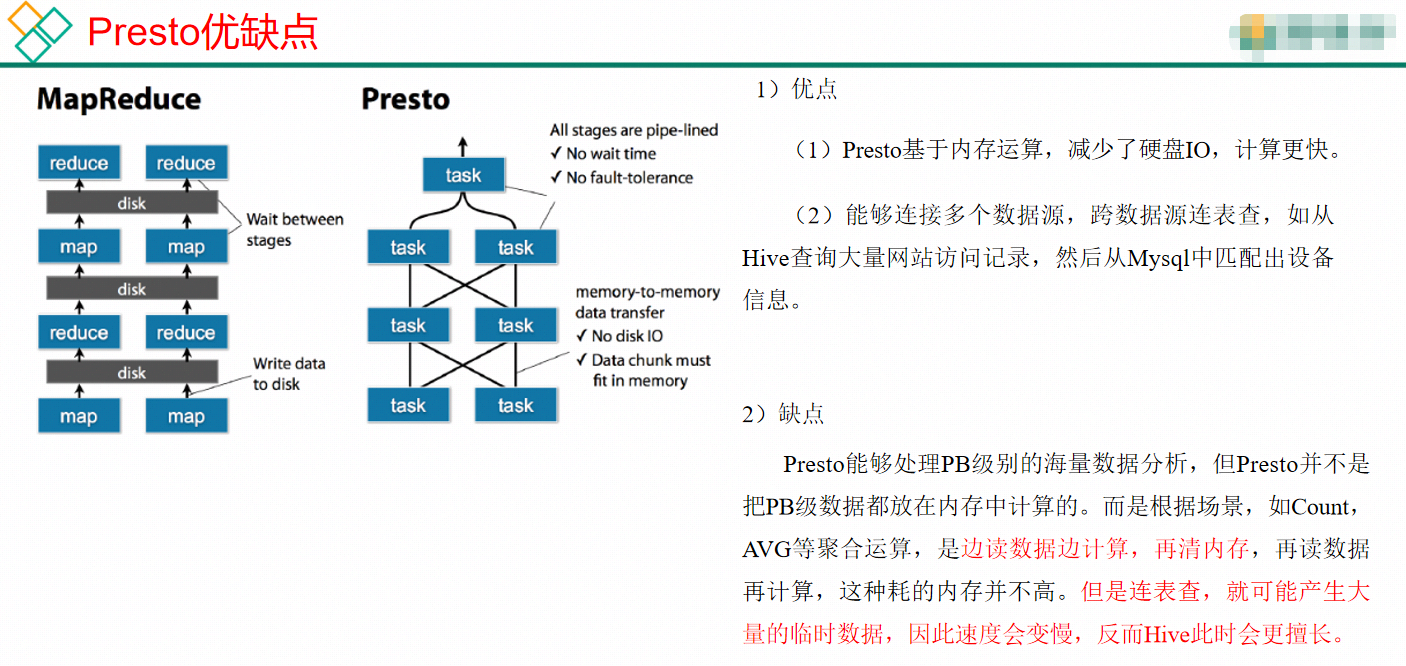 Presto优缺点
MapReduce
reduce
reduce
disk
Wait between
stages
map
map
disk
reduce
reduce
disk
Write data
to disk
map
map
Presto
All stages are pipe-lined
✓ No wait time
✓ No fault-tolerance
task
task
task
memory-to-memory
data transfer
✓ No disk IO
✓ Data chunk must
fit in memory
task
task
task
task
1）优点
（1）Presto基于内存运算，减少了硬盘IO，计算更快。
（2）能够连接多个数据源，跨数据源连表查，如从
Hive查询大量网站访问记录，然后从Mysql中匹配出设备
信息。
2）缺点
Presto能够处理PB级别的海量数据分析，但Presto并不是
把PB级数据都放在内存中计算的。而是根据场景，如Count，
AVG等聚合运算，是边读数据边计算，再清内存，再读数据
再计算，这种耗的内存并不高。但是连表查，就可能产生大
量的临时数据，因此速度会变慢，反而Hive此时会更擅长。